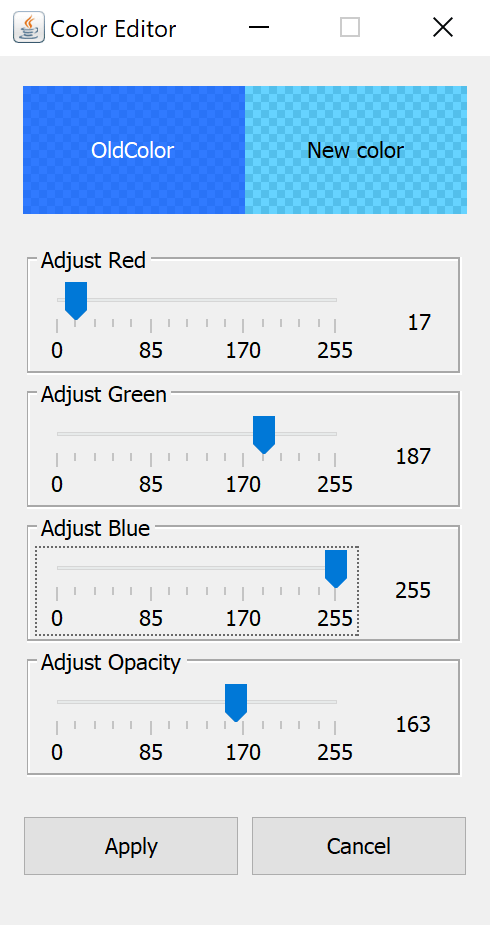 Color Editor
OldColor New color
Adjust Red
17
0 85 170 255
Adjust Green
187
0 85 170 255
Adjust Blue
255
0 85 170 255
Adjust Opacity
163
0 85 170 255
Apply Cancel